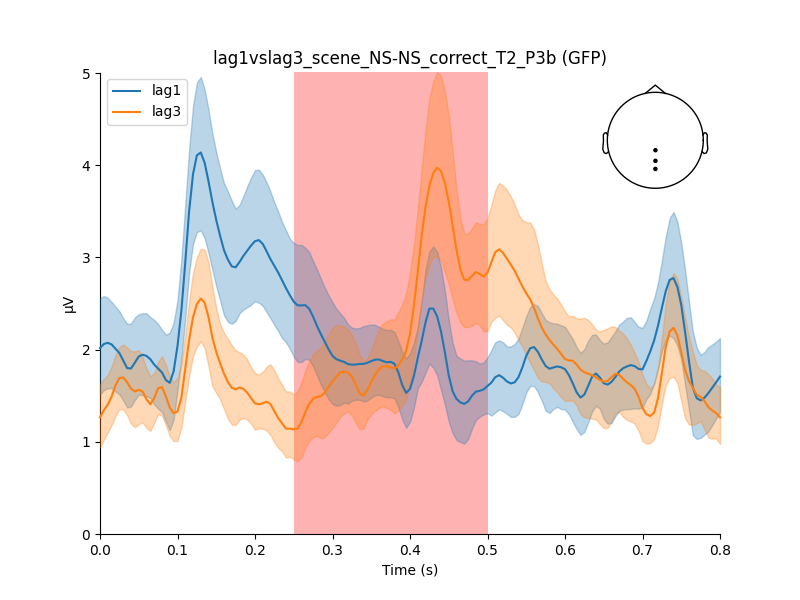 lag1vslag3_scene_NS-NS_correct_T2_P3b (GFP)
lag1
lag3
5
4
3
2
1
0
µV
0.0 0.1 0.2 0.3 0.4 0.5 0.6 0.7 0.8
Time (s)